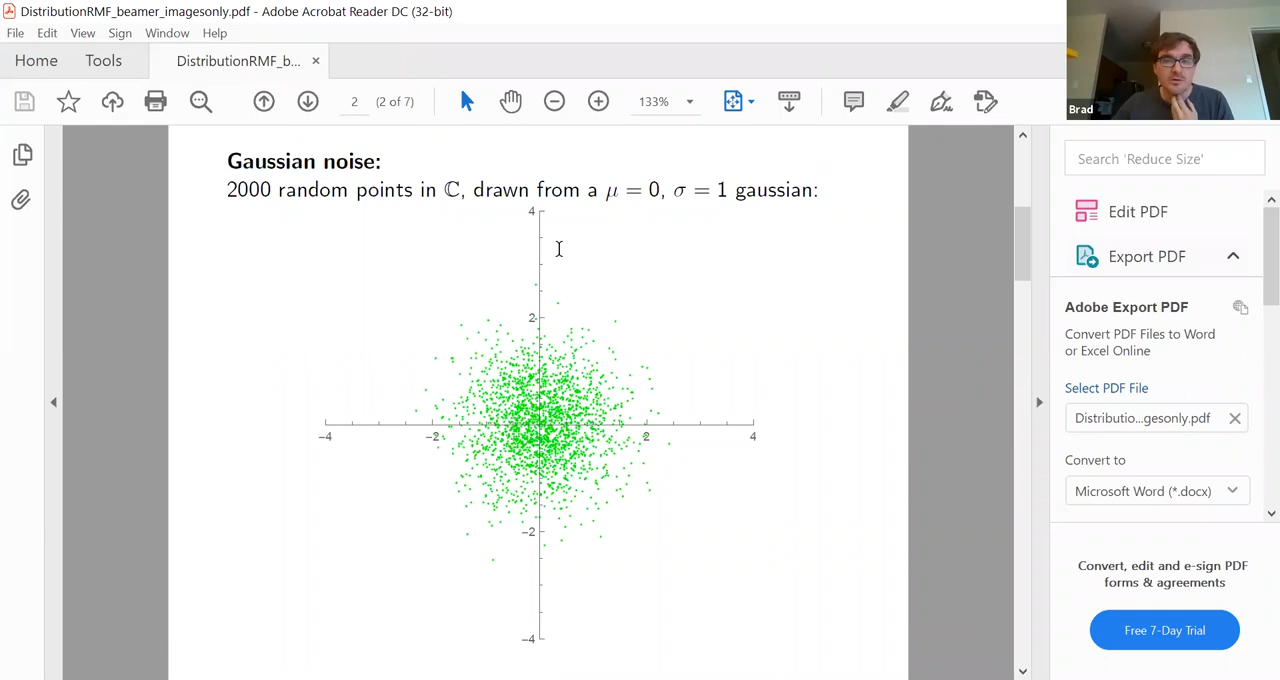 DistributionRMF_beamer_imagesonly.pdf - Adobe Acrobat Reader DC (32-bit)
File Edit View Sign Window Help
Home Tools DistributionRMF_b... ×
2 (2 of 7) 133%
Brad
Gaussian noise:
2000 random points in ℂ, drawn from a μ = 0, σ = 1 gaussian:
4
2
−4 −2 2 4
−2
−4
Search 'Reduce Size'
Edit PDF
Export PDF
Adobe Export PDF
Convert PDF Files to Word
or Excel Online
Select PDF File
Distributio...gesonly.pdf
Convert to
Microsoft Word (*.docx)
Convert, edit and e-sign PDF
forms & agreements
Free 7-Day Trial